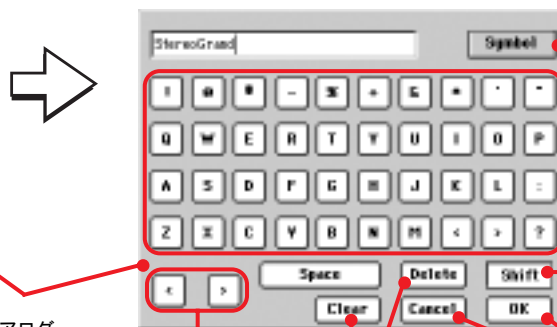 StereoGrand
Symbol
! @ # - % + & * ' "
Q W E R T Y U I O P
A S D F G H J K L :
Z X C V B N M < > ?
< > Space Delete Shift
Clear Cancel OK
アログ